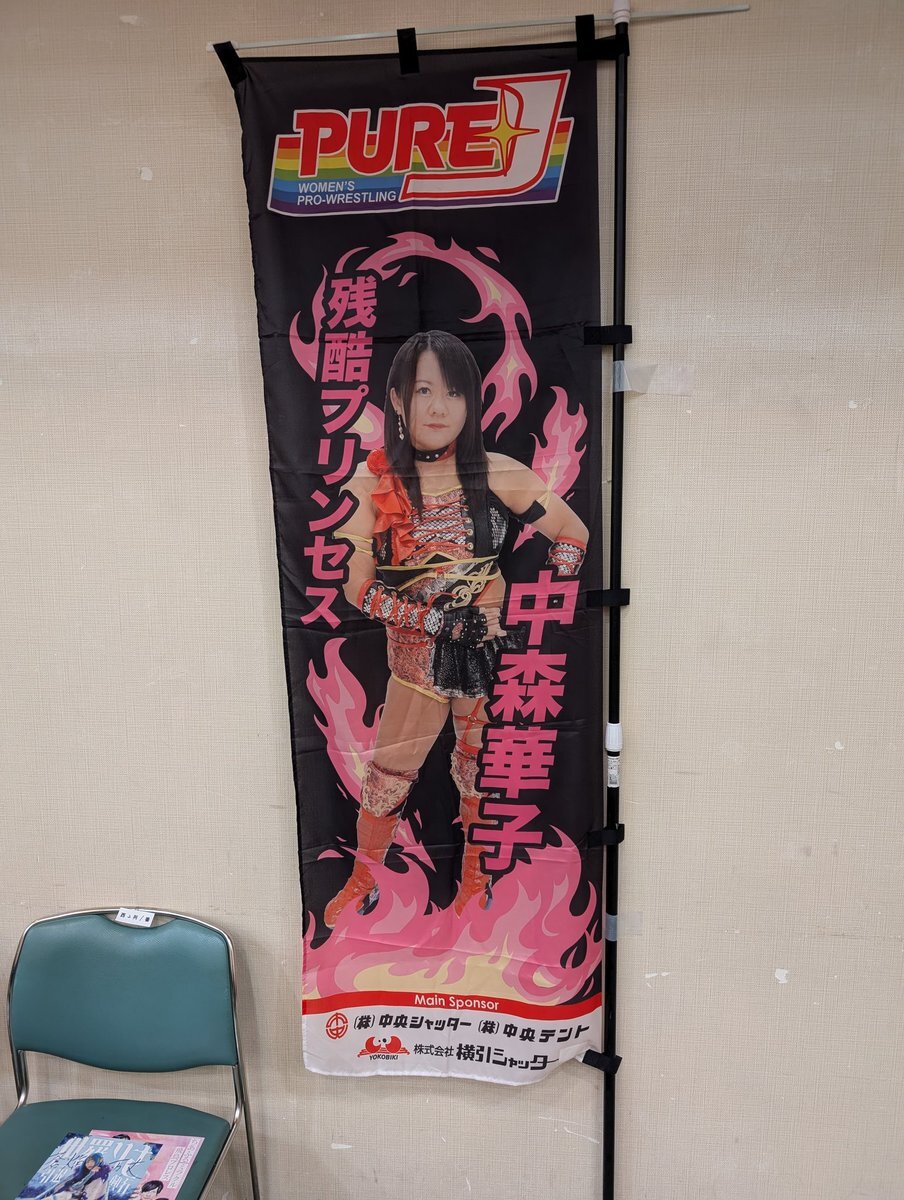 PURE-J
WOMEN'S
PRO-WRESTLING
残酷プリンセス
中森華子
Main Sponsor
(株)中央シャッター (株)中央テント
YOKOBIKI 株式会社 横引シャッター